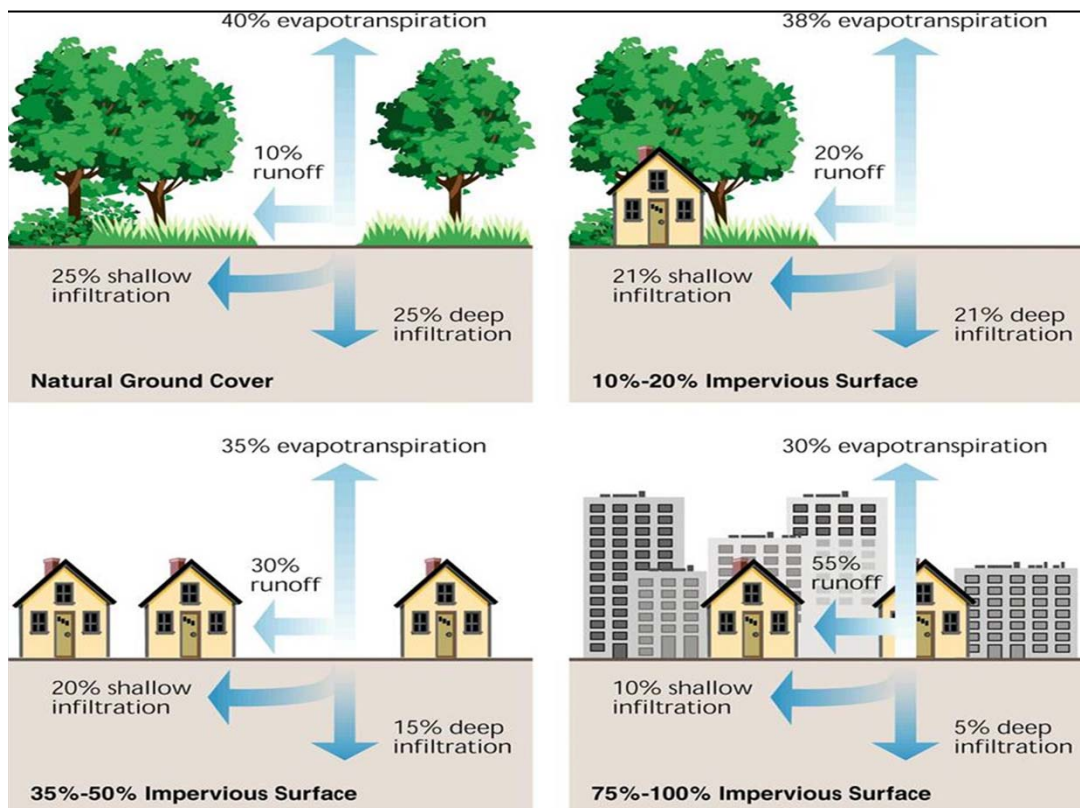 40% evapotranspiration
10%
runoff
25% shallow
infiltration
25% deep
infiltration
Natural Ground Cover
38% evapotranspiration
20%
runoff
21% shallow
infiltration
21% deep
infiltration
10%-20% Impervious Surface
35% evapotranspiration
30%
runoff
20% shallow
infiltration
15% deep
infiltration
35%-50% Impervious Surface
30% evapotranspiration
55%
runoff
10% shallow
infiltration
5% deep
infiltration
75%-100% Impervious Surface